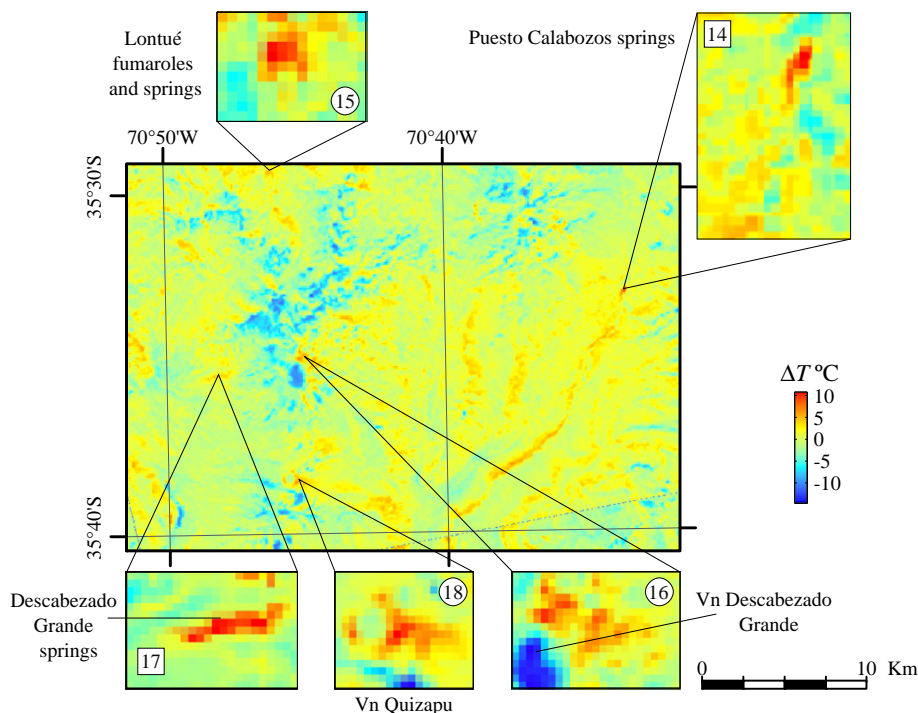 Lontué
fumaroles
and springs
15
Puesto Calabozos springs
14
70°50'W
70°40'W
35°30'S
35°40'S
ΔT ºC
10
5
0
-5
-10
Descabezado
Grande
springs
17
18
Vn Quizapu
16
Vn Descabezado
Grande
0
10
Km